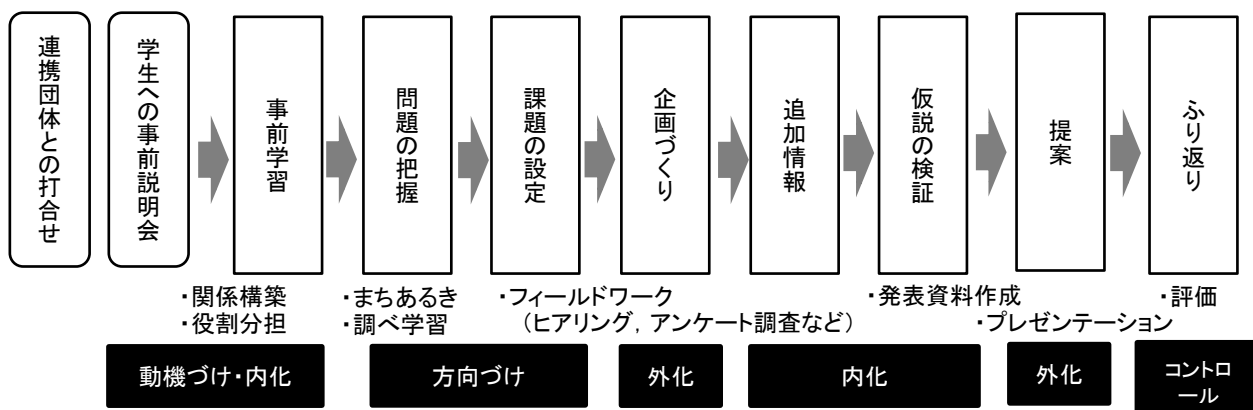 連携団体との打合せ
学生への事前説明会
事前学習
問題の把握
課題の設定
企画づくり
追加情報
仮説の検証
提案
ふり返り
・関係構築
・役割分担
・まちあるき
・調べ学習
・フィールドワーク
（ヒアリング，アンケート調査など）
・発表資料作成
・プレゼンテーション
・評価
動機づけ・内化
方向づけ
外化
内化
外化
コントロ
ール